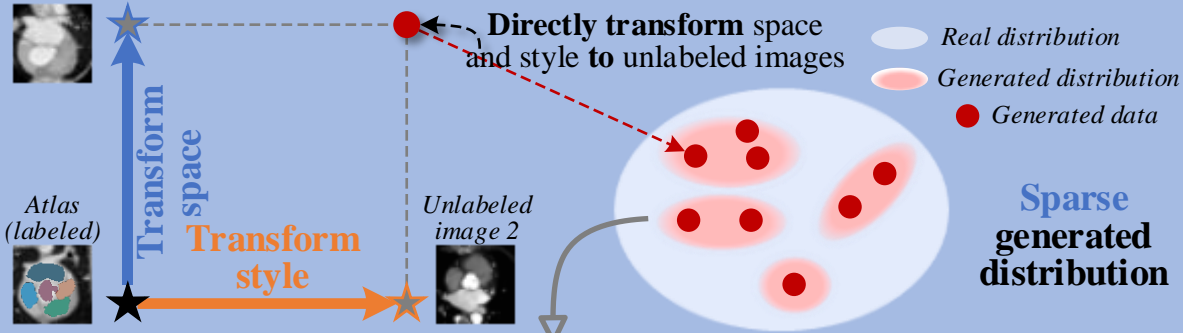 Directly transform space
and style to unlabeled images
Real distribution
Generated distribution
Generated data
Transform
space
Atlas
(labeled)
Transform
style
Unlabeled
image 2
Sparse
generated
distribution